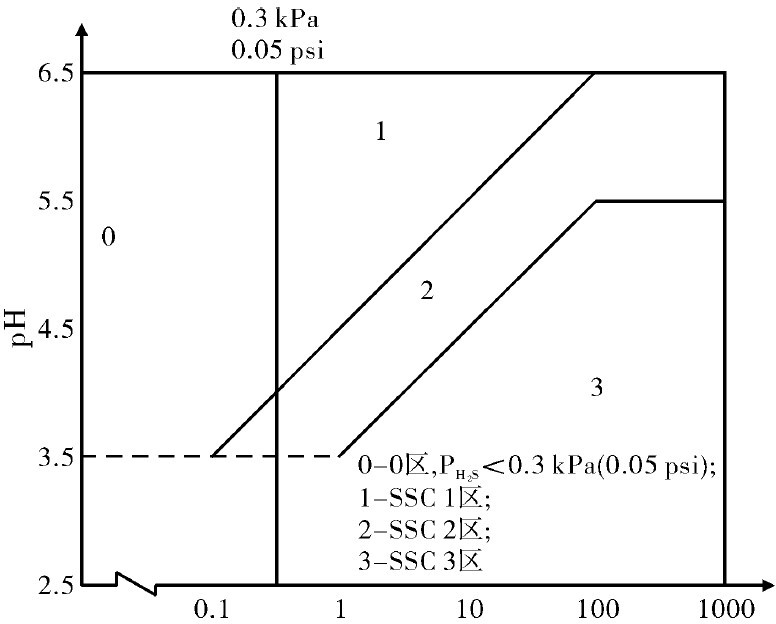 0.3 kPa
0.05 psi
6.5
1
5.5
0
2
4.5
pH
3
3.5
0-0区,P_{H_2S}<0.3 kPa(0.05 psi);
1-SSC 1区;
2-SSC 2区;
3-SSC 3区
2.5
0.1 1 10 100 1000